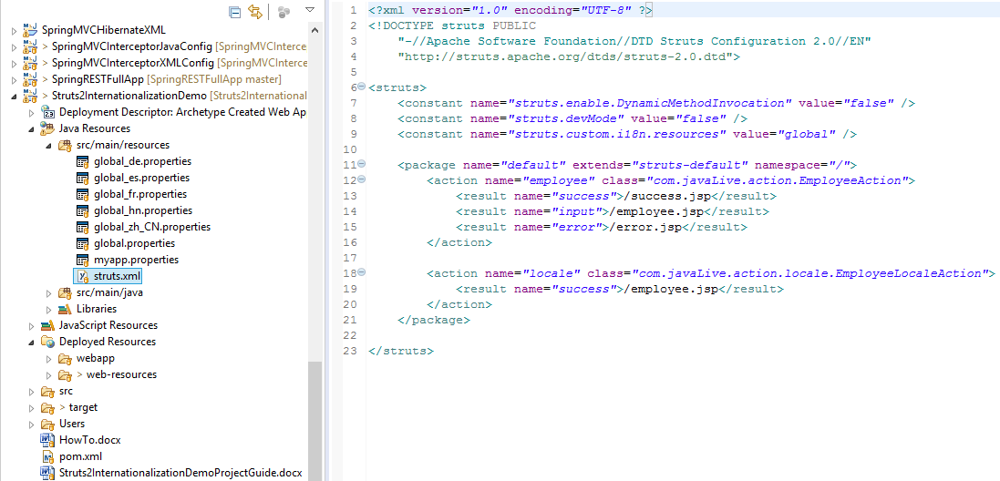 SpringMVCHibernateXML
> SpringMVCInterceptorJavaConfig [SpringMVCInterce
> SpringMVCInterceptorXMLConfig [SpringMVCInterce
> SpringRESTFullApp [SpringRESTFullApp master]
> Struts2InternationalizationDemo [Struts2International
Deployment Descriptor: Archetype Created Web Ap
Java Resources
src/main/resources
global_de.properties
global_es.properties
global_fr.properties
global_hn.properties
global_zh_CN.properties
global.properties
myapp.properties
struts.xml
src/main/java
Libraries
JavaScript Resources
Deployed Resources
webapp
> web-resources
src
> target
Users
HowTo.docx
pom.xml
Struts2InternationalizationDemoProjectGuide.docx
1 <?xml version="1.0" encoding="UTF-8" ?>
2 <!DOCTYPE struts PUBLIC
3 "-//Apache Software Foundation//DTD Struts Configuration 2.0//EN"
4 "http://struts.apache.org/dtds/struts-2.0.dtd">
5
6 <struts>
7 <constant name="struts.enable.DynamicMethodInvocation" value="false" />
8 <constant name="struts.devMode" value="false" />
9 <constant name="struts.custom.i18n.resources" value="global" />
10
11 <package name="default" extends="struts-default" namespace="/">
12 <action name="employee" class="com.javaLive.action.EmployeeAction">
13 <result name="success">/success.jsp</result>
14 <result name="input">/employee.jsp</result>
15 <result name="error">/error.jsp</result>
16 </action>
17
18 <action name="locale" class="com.javaLive.action.locale.EmployeeLocaleAction">
19 <result name="success">/employee.jsp</result>
20 </action>
21 </package>
22
23 </struts>